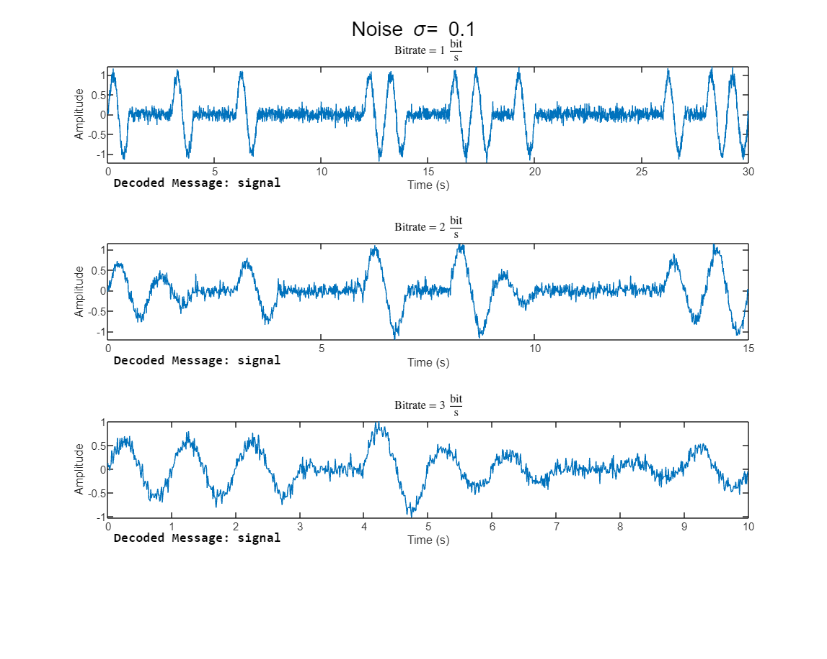 Noise σ= 0.1
Bitrate = 1 bit/s
Amplitude
1
0.5
0
-0.5
-1
0 5 10 15 20 25 30
Time (s)
Decoded Message: signal
Bitrate = 2 bit/s
Amplitude
1
0.5
0
-0.5
-1
0 5 10 15
Time (s)
Decoded Message: signal
Bitrate = 3 bit/s
Amplitude
1
0.5
0
-0.5
-1
0 1 2 3 4 5 6 7 8 9 10
Time (s)
Decoded Message: signal